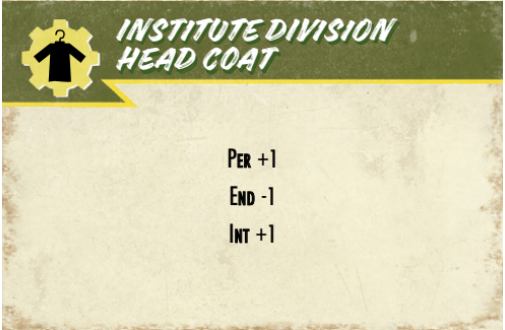 INSTITUTE DIVISION
HEAD COAT
PER +1
END -1
INT +1